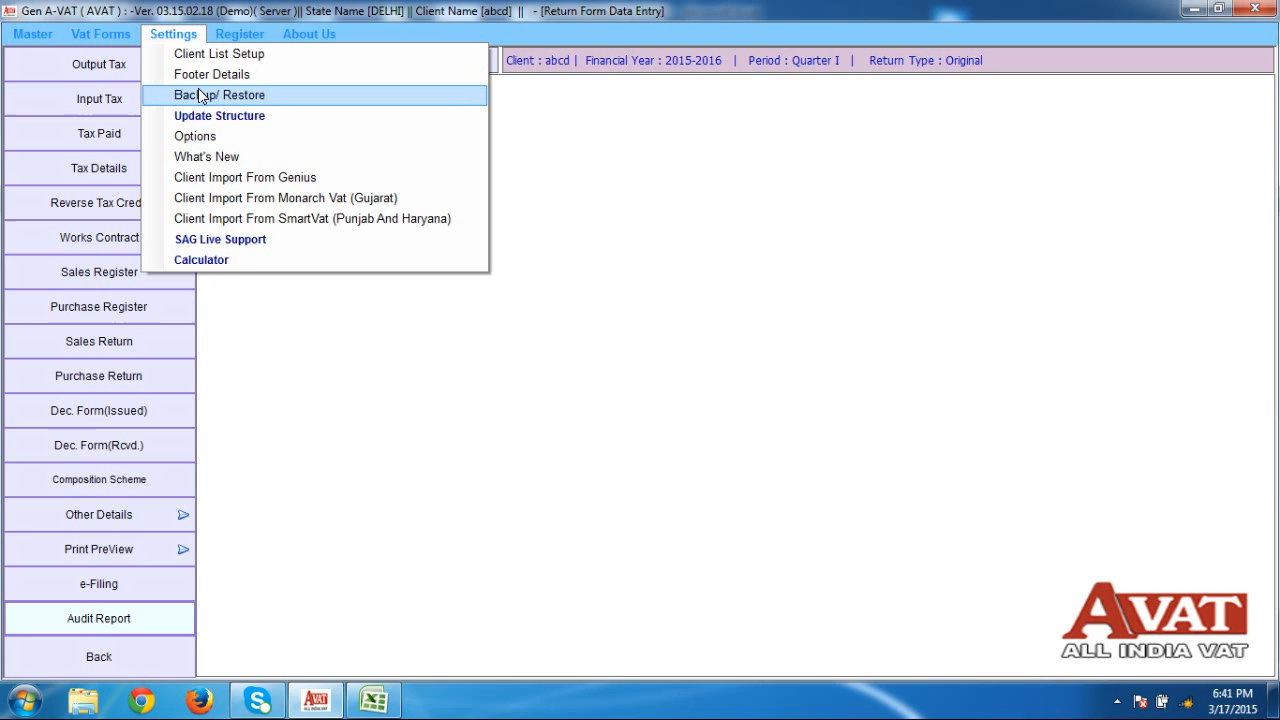 Gen A-VAT ( AVAT ) : -Ver. 03.15.02.18 (Demo)( Server )|| State Name [DELHI] || Client Name [abcd] || - [Return Form Data Entry]
Master Vat Forms Settings Register About Us
Client : abcd | Financial Year : 2015-2016 | Period : Quarter I | Return Type : Original
Client List Setup
Footer Details
Backup/ Restore
Update Structure
Options
What's New
Client Import From Genius
Client Import From Monarch Vat (Gujarat)
Client Import From SmartVat (Punjab And Haryana)
SAG Live Support
Calculator
Output Tax
Input Tax
Tax Paid
Tax Details
Reverse Tax Cred
Works Contract
Sales Register
Purchase Register
Sales Return
Purchase Return
Dec. Form(Issued)
Dec. Form(Rcvd.)
Composition Scheme
Other Details
Print PreView
e-Filing
Audit Report
Back
AVAT
ALL INDIA VAT
AVAT
ALL INDIA VAT
6:41 PM
3/17/2015